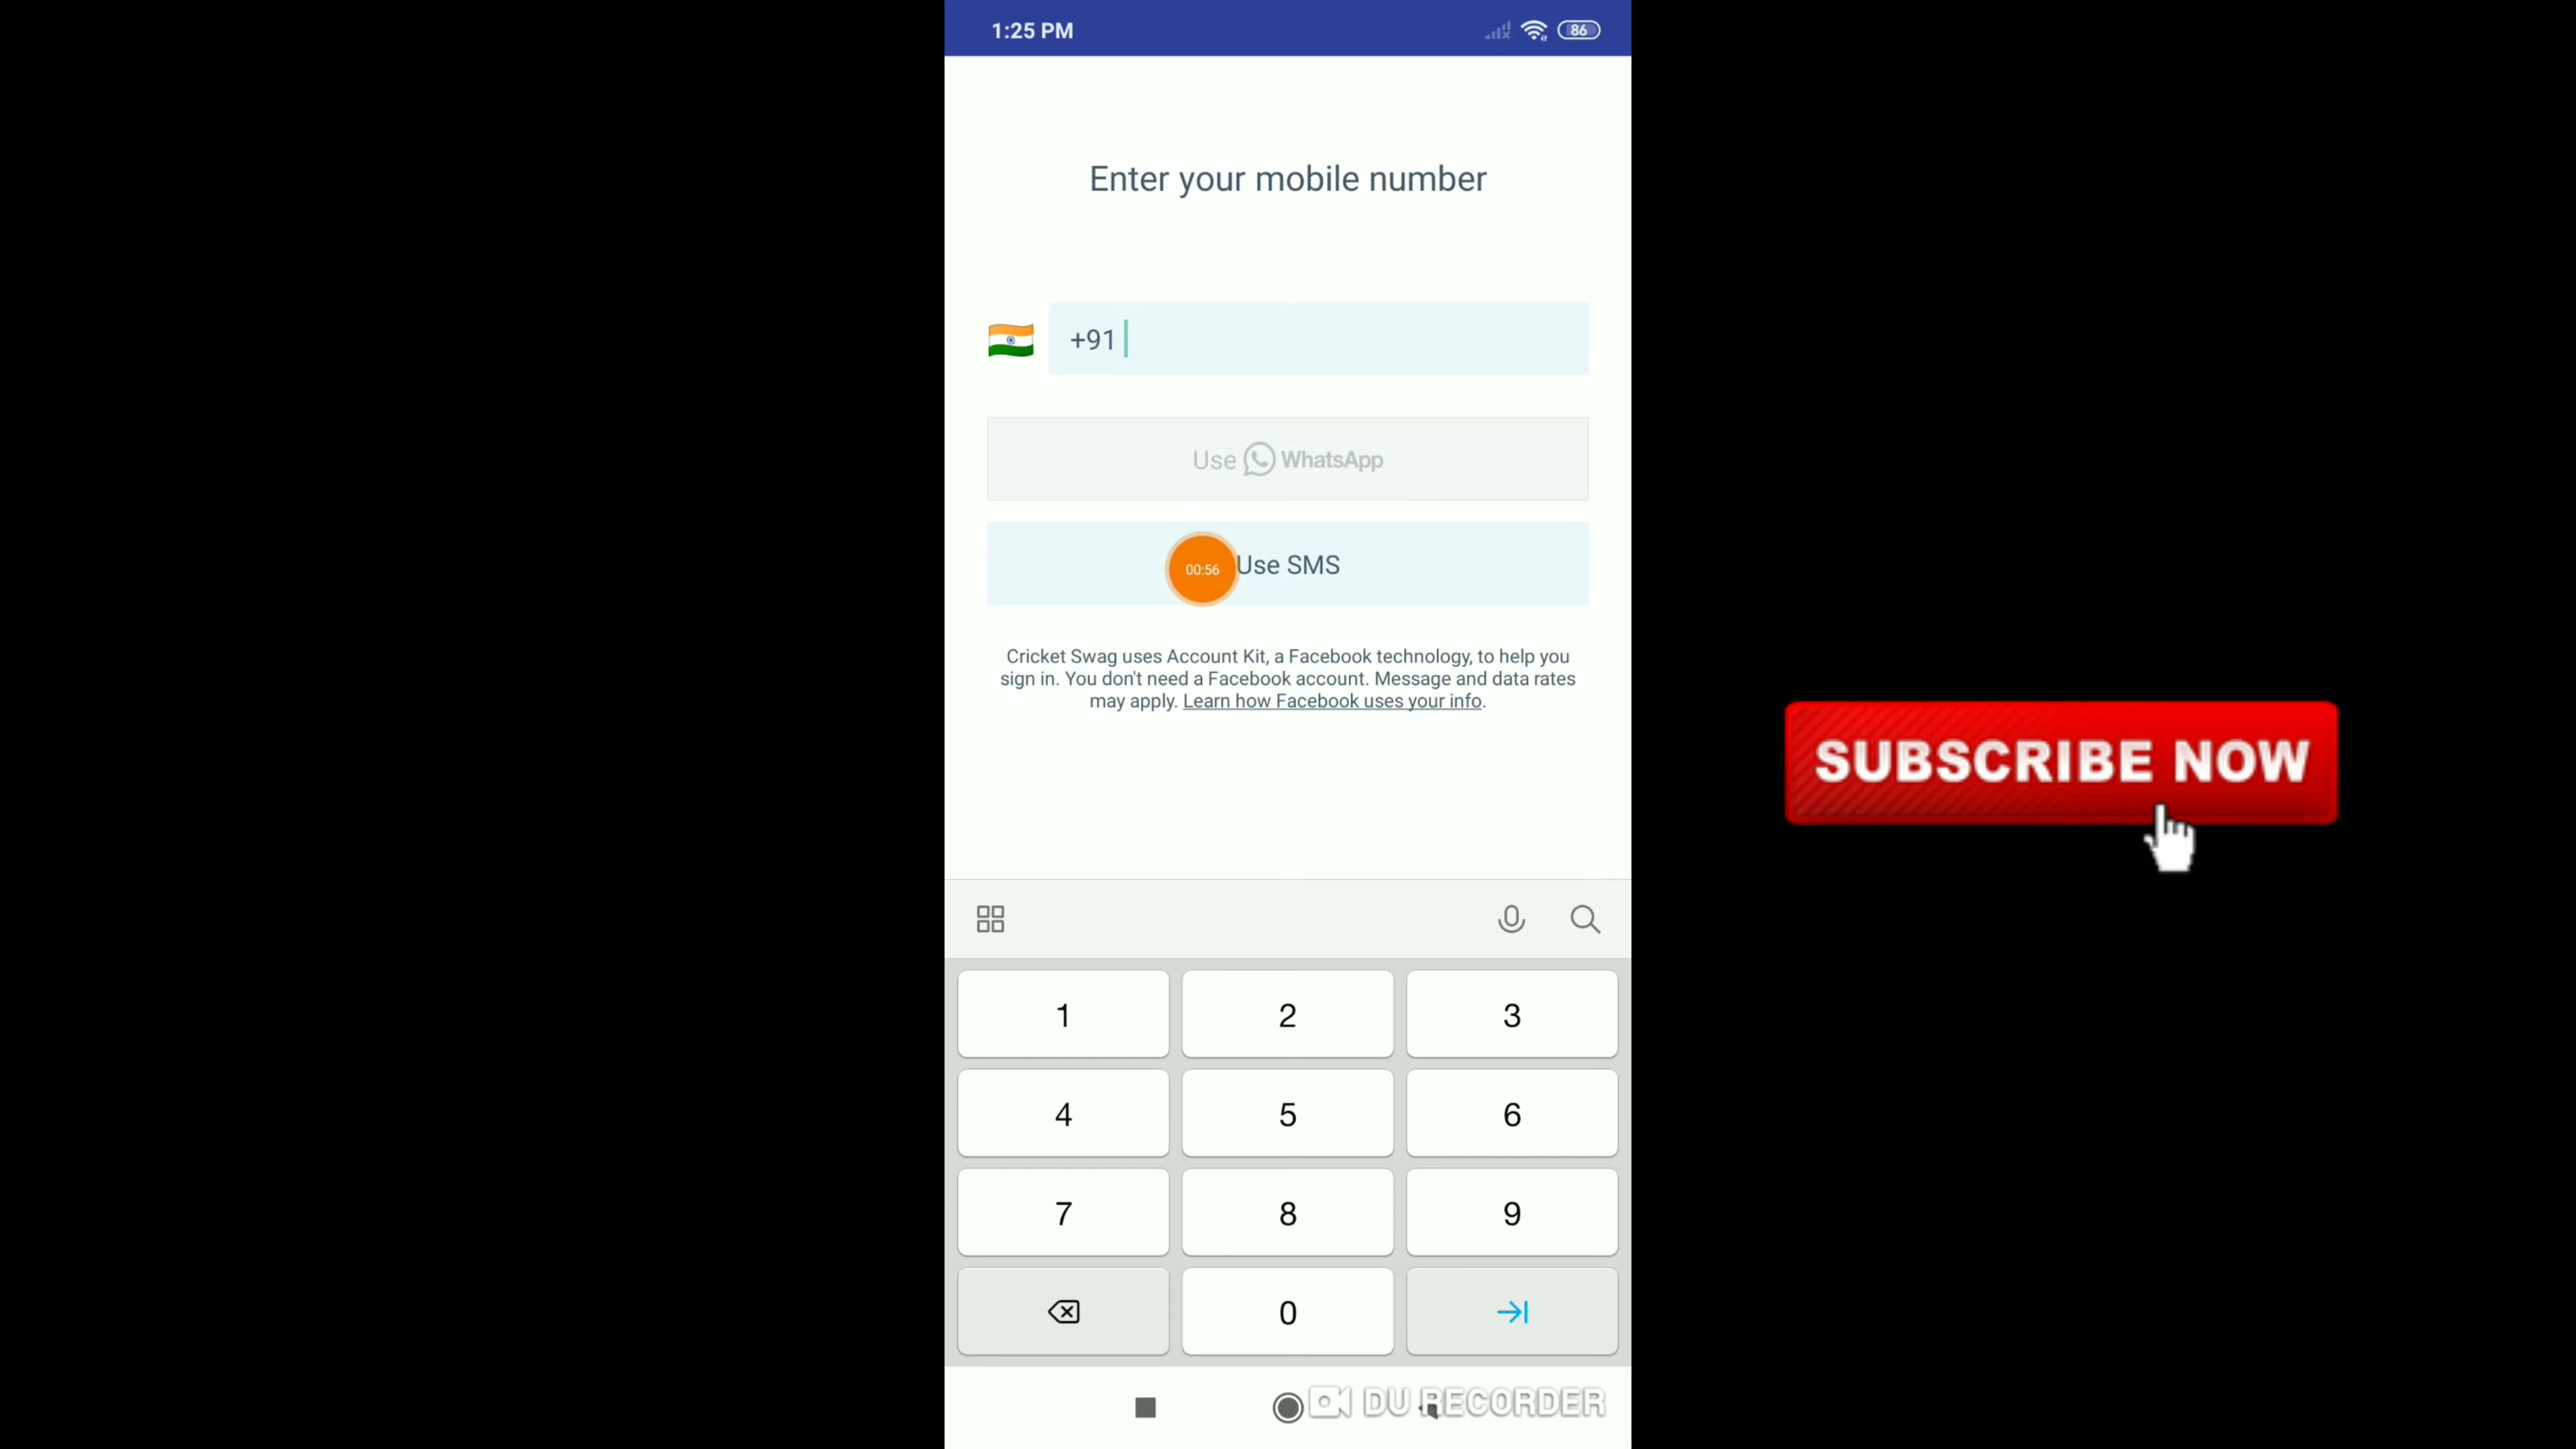 1:25 PM
86
Enter your mobile number
+91
Use WhatsApp
Use SMS
00:56
Cricket Swag uses Account Kit, a Facebook technology, to help you
sign in. You don't need a Facebook account. Message and data rates
may apply. Learn how Facebook uses your info.
SUBSCRIBE NOW
1 2 3
4 5 6
7 8 9
0
DU RECORDER